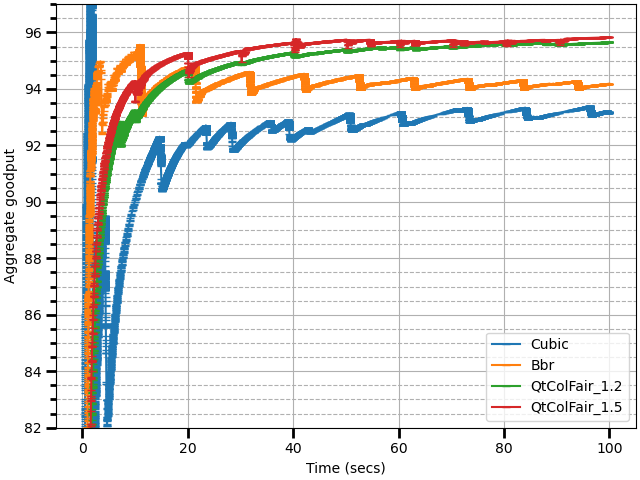 Aggregate goodput
96
94
92
90
88
86
84
82
0
20
40
60
80
100
Time (secs)
Cubic
Bbr
QtColFair_1.2
QtColFair_1.5